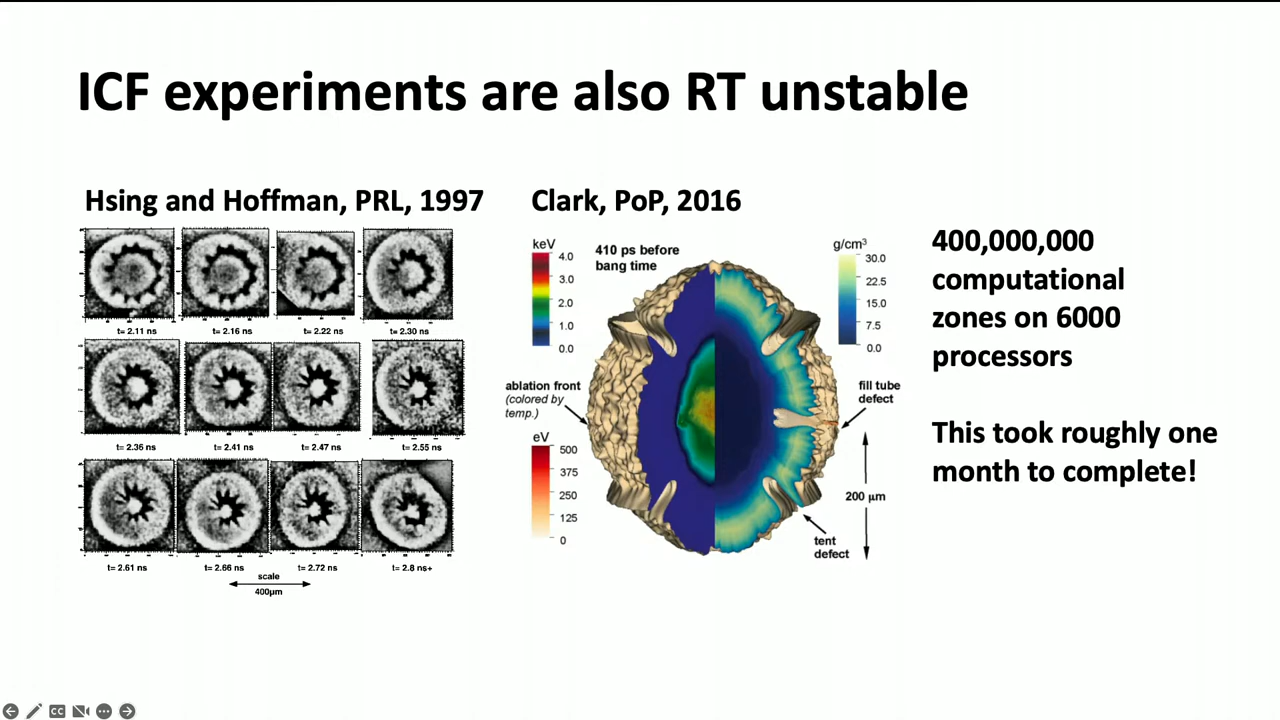 ICF experiments are also RT unstable
Hsing and Hoffman, PRL, 1997
t= 2.11 ns
t= 2.16 ns
t= 2.22 ns
t= 2.30 ns
t= 2.36 ns
t= 2.41 ns
t= 2.47 ns
t= 2.55 ns
t= 2.61 ns
t= 2.66 ns
t= 2.72 ns
t= 2.8 ns+
scale
400µm
Clark, PoP, 2016
keV
4.0
3.0
2.0
1.0
0.0
410 ps before
bang time
g/cm³
30.0
22.5
15.0
7.5
0.0
ablation front
(colored by
temp.)
eV
500
375
250
125
0
fill tube
defect
200 µm
tent
defect
400,000,000
computational
zones on 6000
processors
This took roughly one
month to complete!
CC